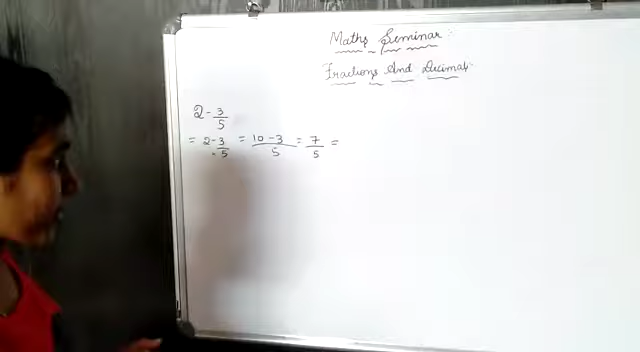 Maths Seminar:
Fractions And Decimals:
2 - 3/5
= 2 - 3/5 = 10 - 3/5 = 7/5 =